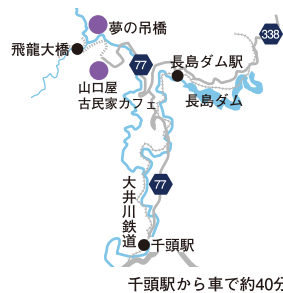 夢の吊橋
338
飛龍大橋
77
長島ダム駅
山口屋
古民家カフェ
長島ダム
大井川鉄道
77
千頭駅
千頭駅から車で約40分